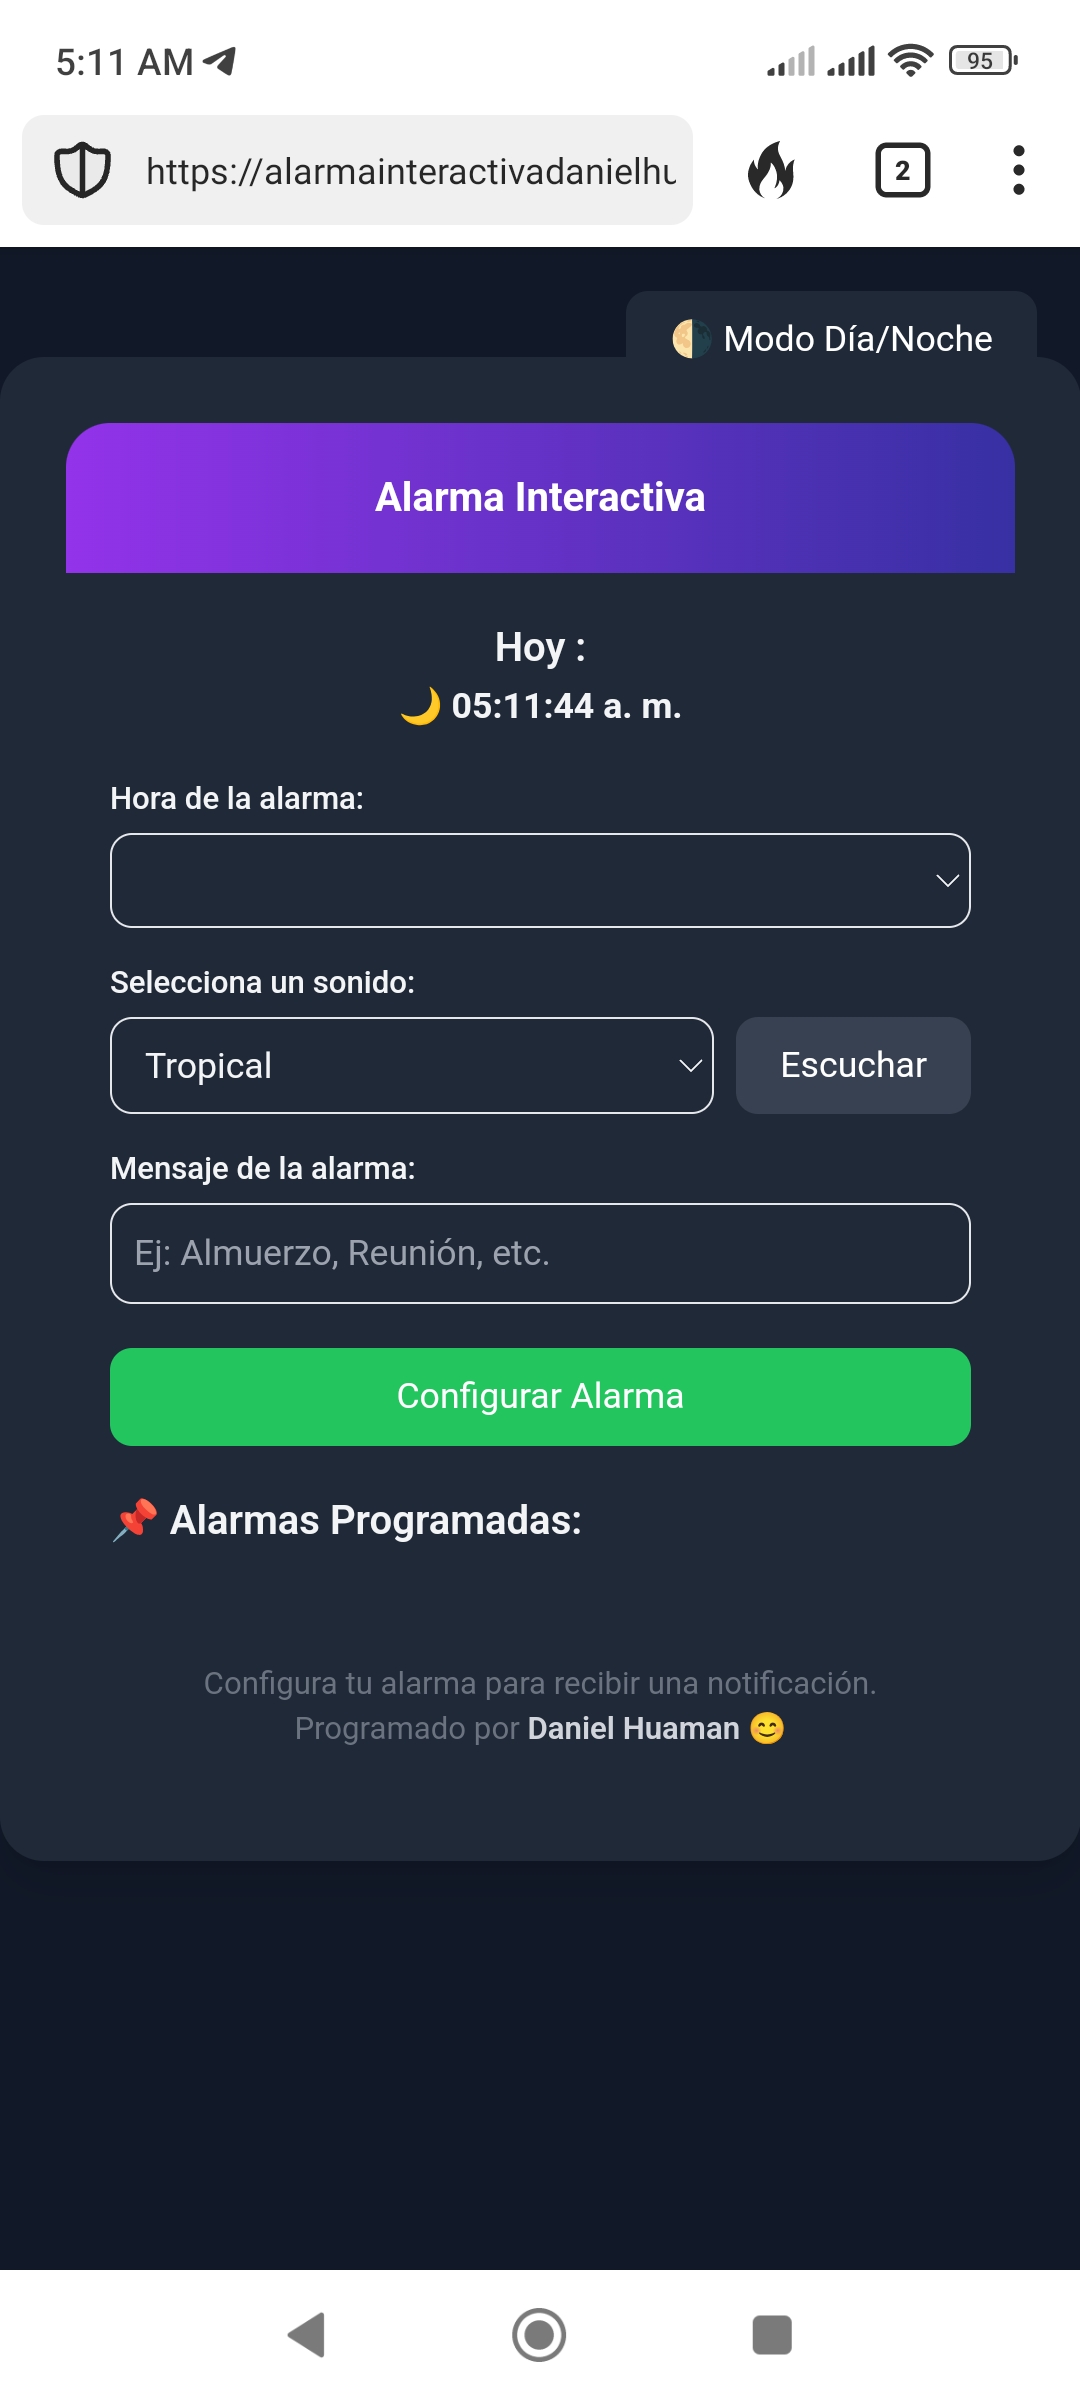 5:11 AM
95
https://alarmainteractivadanielhu
2
🌗 Modo Día/Noche
Alarma Interactiva
Hoy :
🌙 05:11:44 a. m.
Hora de la alarma:
Selecciona un sonido:
Tropical
Escuchar
Mensaje de la alarma:
Ej: Almuerzo, Reunión, etc.
Configurar Alarma
📌 Alarmas Programadas:
Configura tu alarma para recibir una notificación.
Programado por Daniel Huaman 😊